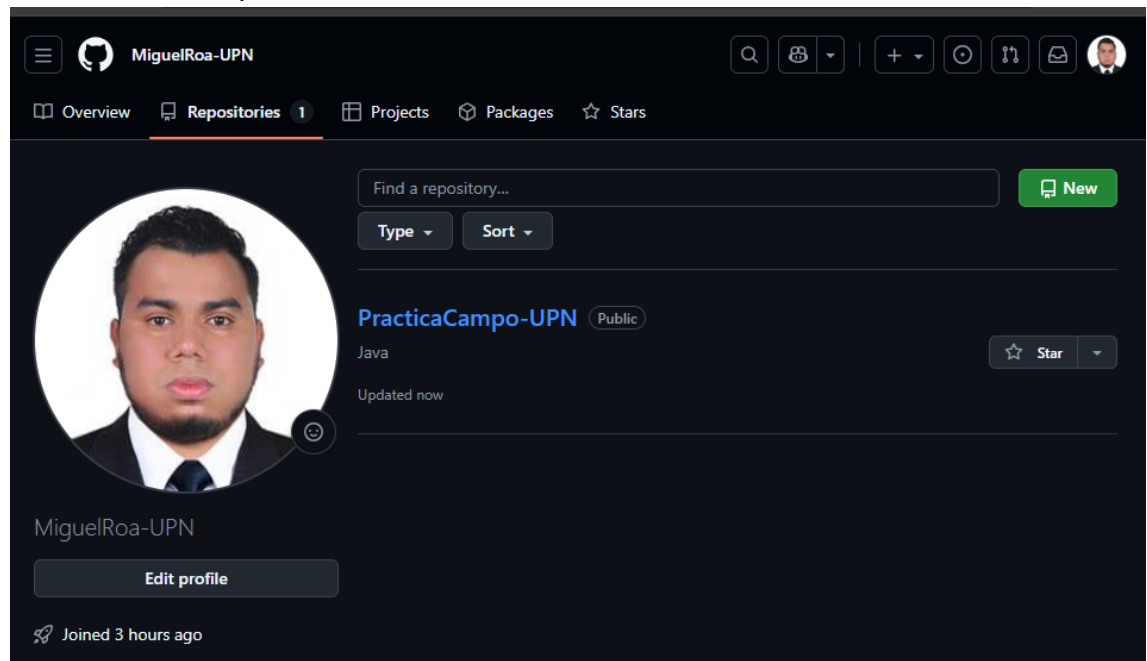 MiguelRoa-UPN
Overview
Repositories 1
Projects
Packages
Stars
Find a repository...
New
Type
Sort
PracticaCampo-UPN Public
Java
Star
Updated now
MiguelRoa-UPN
Edit profile
Joined 3 hours ago